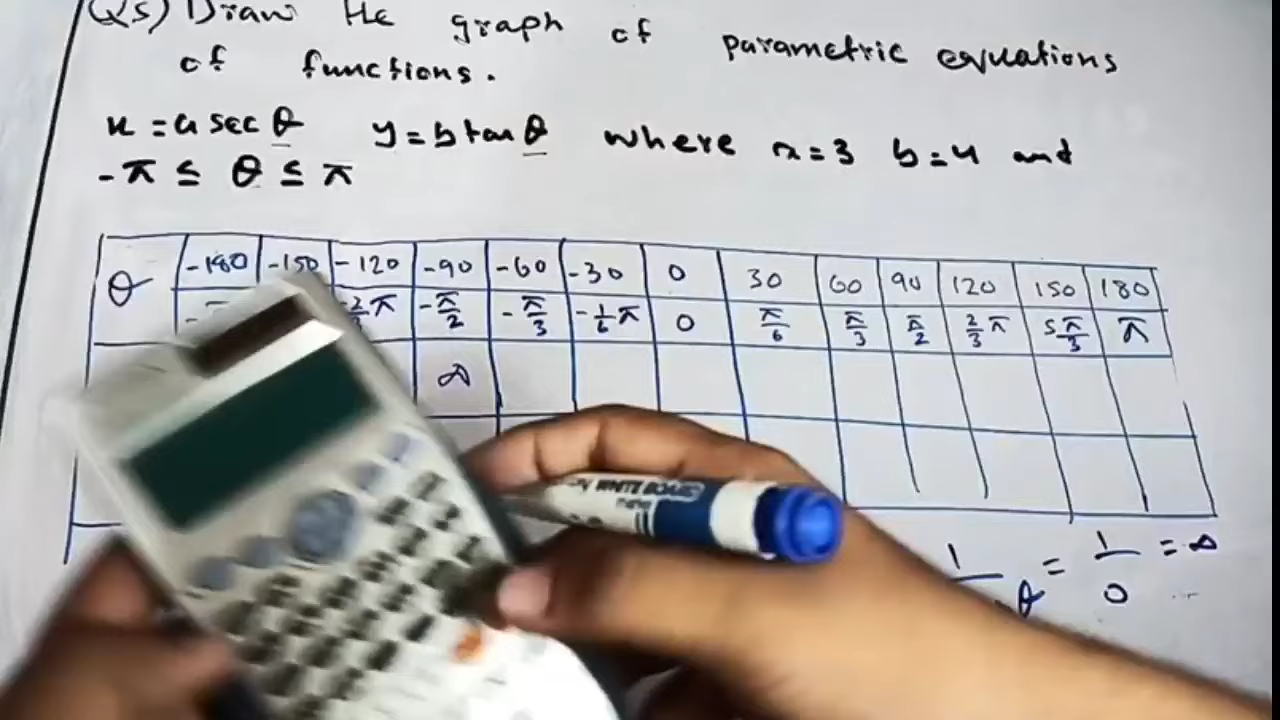 Q5) Draw the graph of parametric equations
of functions.
x = a sec θ y = b tan θ where x = 3 b = 4 and
-π ≤ θ ≤ π
θ -180 -150 -120 -90 -60 -30 0 30 60 90 120 150 180
-π/2 -π/3 -1/6π 0 π/6 π/3 π/2 2/3π 5π/3 π
∞
WHITE BOARD
1/θ = 1/0 = ∞